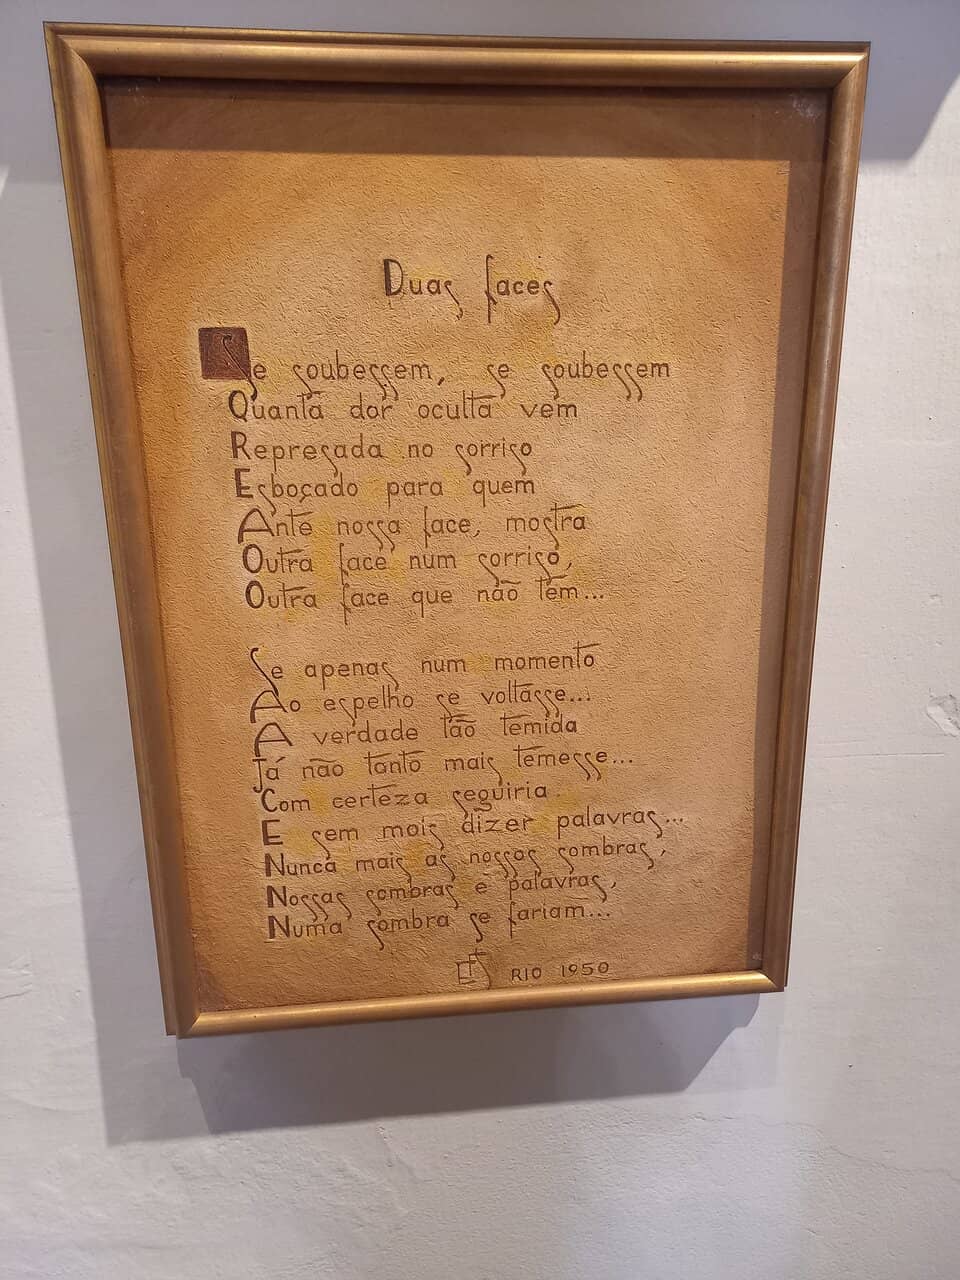 Duas faces
Se soubessem, se soubessem
Quanta dor oculta vem
Represada no sorriso
Esboçado para quem
Ante nossa face, mostra
Outra face num sorriso,
Outra face que não tem...
Se apenas num momento
Ao espelho se voltasse...
A verdade tão temida
Já não tanto mais temesse...
Com certeza seguiria
E sem mais dizer palavras...
Nunca mais as nossas sombras,
Nossas sombras e palavras,
Numa sombra se fariam...
RIO 1950